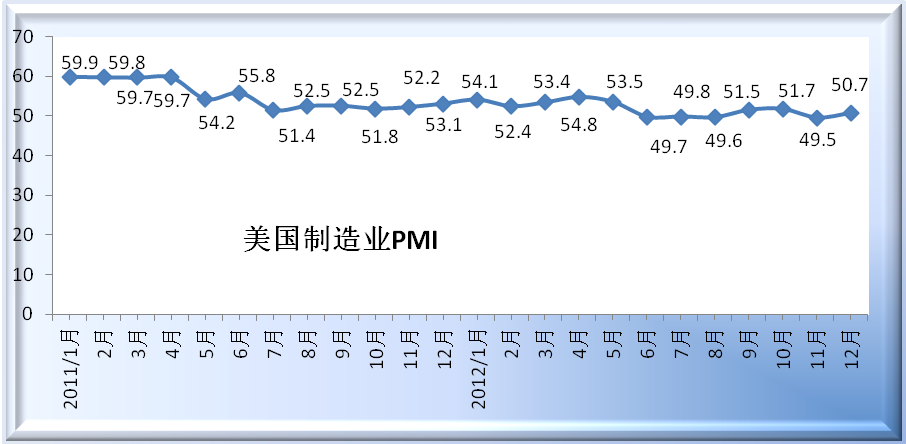 70
60
50
40
30
20
10
0
59.9
59.7
59.8
59.7
54.2
55.8
51.4
52.5
52.5
51.8
52.2
53.1
54.1
52.4
53.4
54.8
53.5
49.7
49.8
49.6
51.5
51.7
49.5
50.7
美国制造业PMI
2011/1月
2月
3月
4月
5月
6月
7月
8月
9月
10月
11月
12月
2012/1月
2月
3月
4月
5月
6月
7月
8月
9月
10月
11月
12月